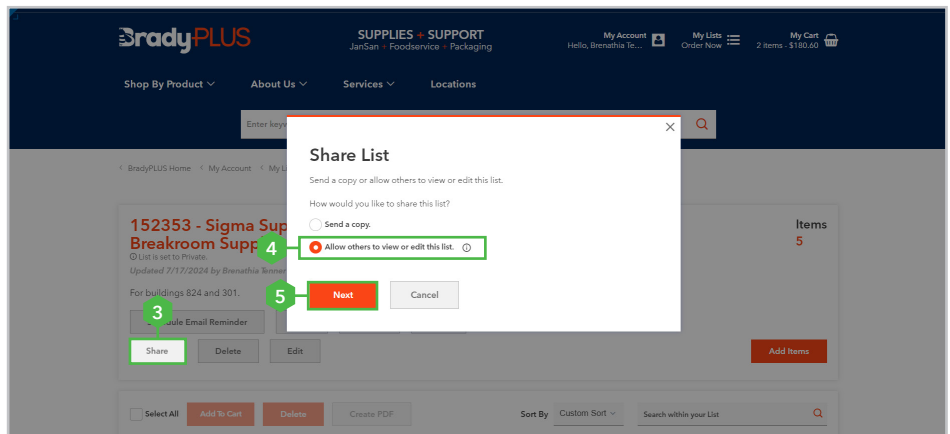 BradyPLUS
SUPPLIES + SUPPORT
JanSan + Foodservice + Packaging
My Account
Hello, Brenathia Te...
My Lists
Order Now
My Cart
2 items - $180.60
Shop By Product
About Us
Services
Locations
Enter keyw
BradyPLUS Home
My Account
My Li
Share List
Send a copy or allow others to view or edit this list.
How would you like to share this list?
Send a copy.
4
Allow others to view or edit this list.
5
Next
Cancel
152353 - Sigma Sup
Breakroom Supp
List is set to Private.
Updated 7/17/2024 by Brenathia Tenner
For buildings 824 and 301.
Items
5
3
Email Reminder
Share
Delete
Edit
Add Items
Select All
Add To Cart
Delete
Create PDF
Sort By
Custom Sort
Search within your List